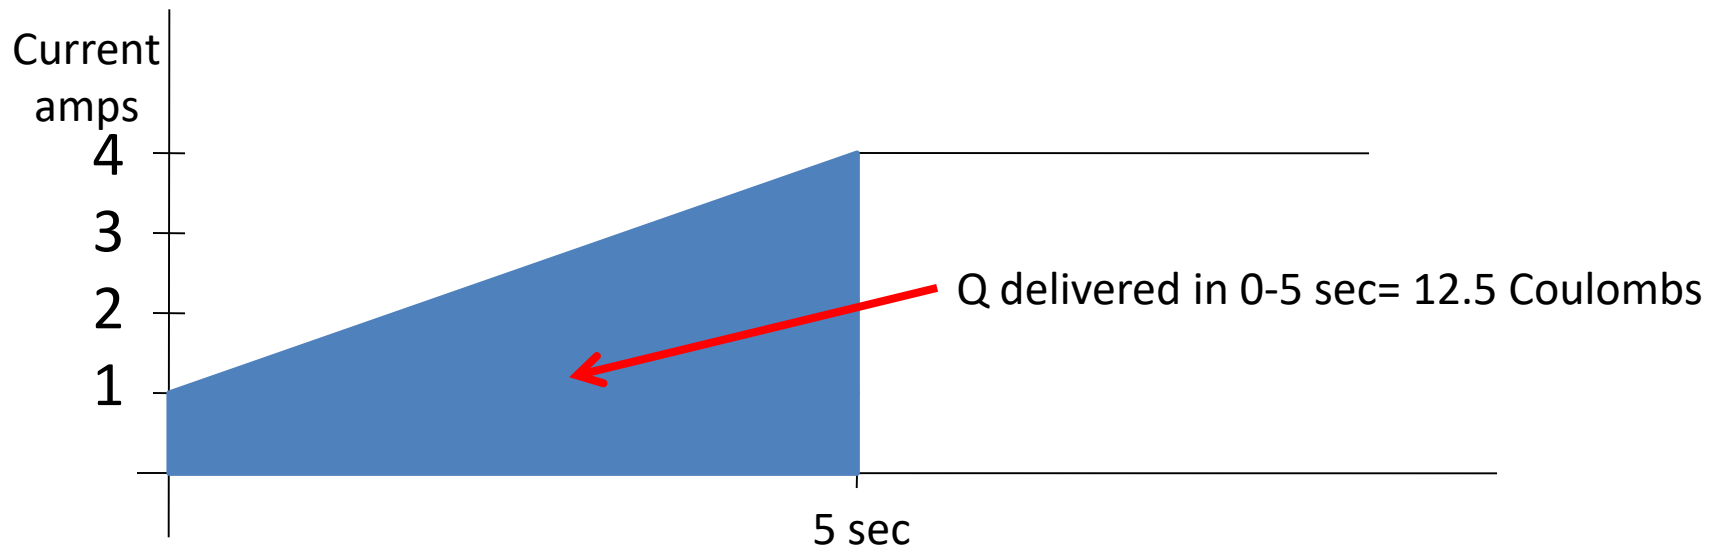 Current
amps
4
3
2
1
Q delivered in 0-5 sec= 12.5 Coulombs
5 sec